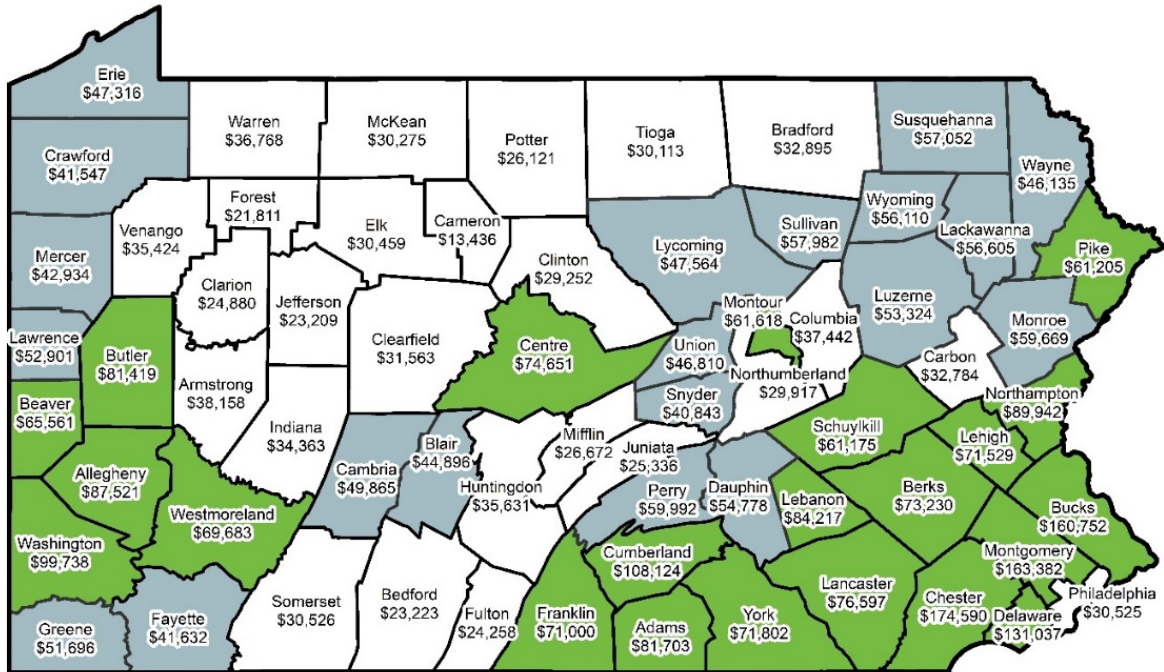 Erie
$47,316
Warren
$36,768
McKean
$30,275
Potter
$26,121
Tioga
$30,113
Bradford
$32,895
Susquehanna
$57,052
Wayne
$46,135
Crawford
$41,547
Forest
$21,811
Wyoming
$56,110
Mercer
$42,934
Venango
$35,424
Elk
$30,459
Cameron
$13,436
Lycoming
$47,564
Sullivan
$57,982
Lackawanna
$56,605
Pike
$61,205
Clarion
$24,880
Jefferson
$23,209
Clinton
$29,252
Luzerne
$53,324
Lawrence
$52,901
Butler
$81,419
Clearfield
$31,563
Centre
$74,651
Montour
$61,618
Columbia
$37,442
Monroe
$59,669
Union
$46,810
Carbon
$32,784
Armstrong
$38,158
Northumberland
$29,917
Northampton
$89,942
Beaver
$65,561
Indiana
$34,363
Snyder
$40,843
Schuylkill
$61,175
Lehigh
$71,529
Allegheny
$87,521
Cambria
$49,865
Blair
$44,896
Mifflin
$26,672
Juniata
$25,336
Huntingdon
$35,631
Perry
$59,992
Dauphin
$54,778
Lebanon
$84,217
Berks
$73,230
Bucks
$160,752
Westmoreland
$69,683
Washington
$99,738
Cumberland
$108,124
Montgomery
$163,382
Somerset
$30,526
Bedford
$23,223
Fulton
$24,258
Franklin
$71,000
Adams
$81,703
York
$71,802
Lancaster
$76,597
Chester
$174,590
Delaware
$131,037
Philadelphia
$30,525
Greene
$51,696
Fayette
$41,632